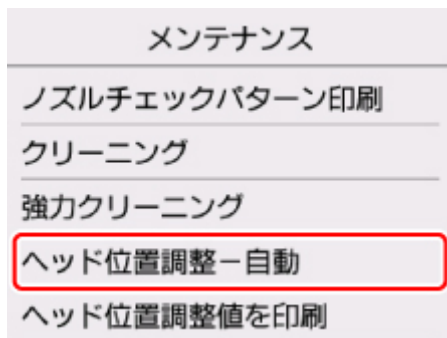 メンテナンス
ノズルチェックパターン印刷
クリーニング
強力クリーニング
ヘッド位置調整－自動
ヘッド位置調整値を印刷